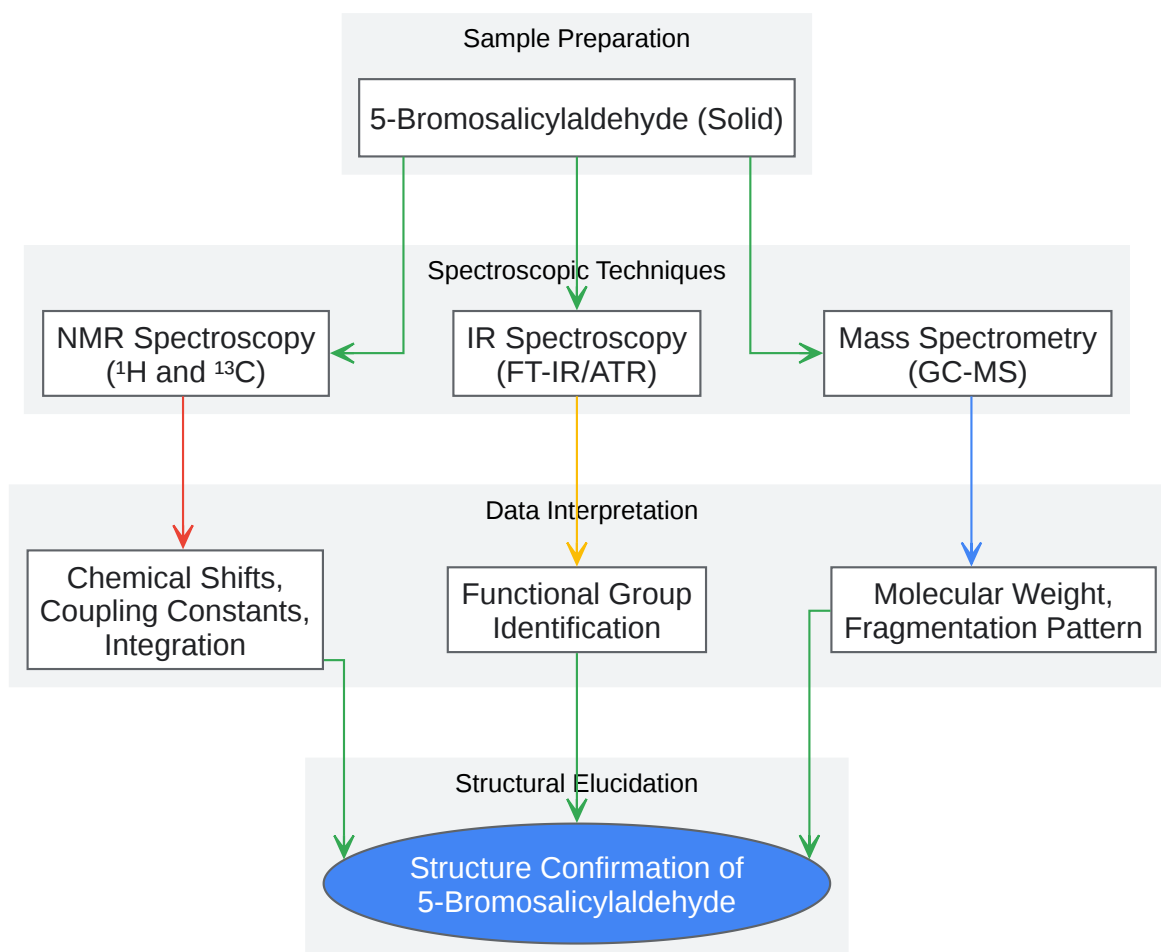 Sample Preparation
5-Bromosalicylaldehyde (Solid)
Spectroscopic Techniques
NMR Spectroscopy
(¹H and ¹³C)
IR Spectroscopy
(FT-IR/ATR)
Mass Spectrometry
(GC-MS)
Data Interpretation
Chemical Shifts,
Coupling Constants,
Integration
Functional Group
Identification
Molecular Weight,
Fragmentation Pattern
Structural Elucidation
Structure Confirmation of
5-Bromosalicylaldehyde